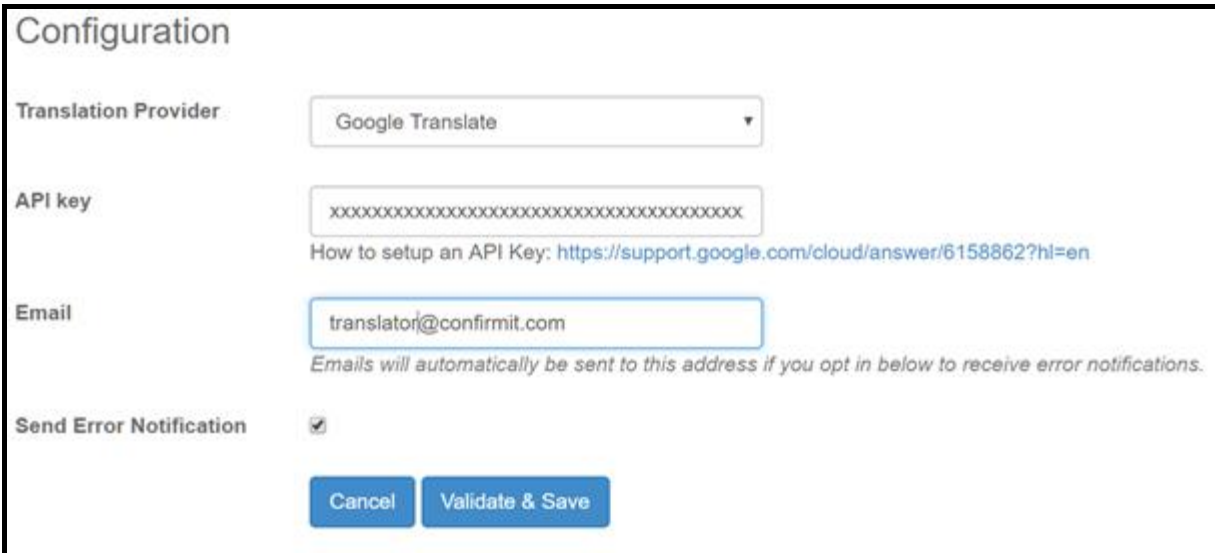 Configuration
Translation Provider
Google Translate
API key
xxxxxxxxxxxxxxxxxxxxxxxxxxxxxxxxxxxxxxx
How to setup an API Key: https://support.google.com/cloud/answer/6158862?hl=en
Email
translator@confirmit.com
Emails will automatically be sent to this address if you opt in below to receive error notifications.
Send Error Notification
Cancel Validate & Save